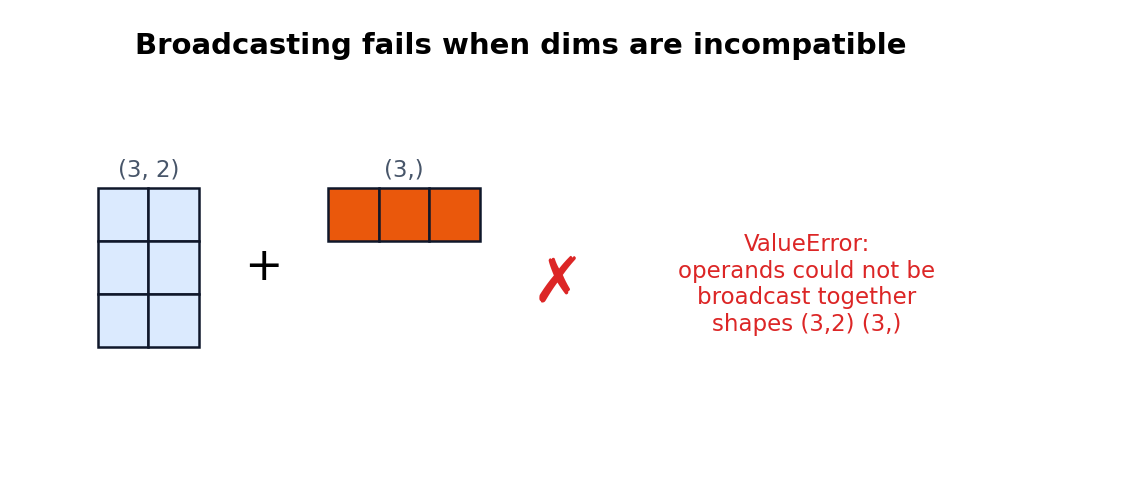 Broadcasting fails when dims are incompatible
(3, 2)
(3,)
+
✗
ValueError:
operands could not be
broadcast together
shapes (3,2) (3,)